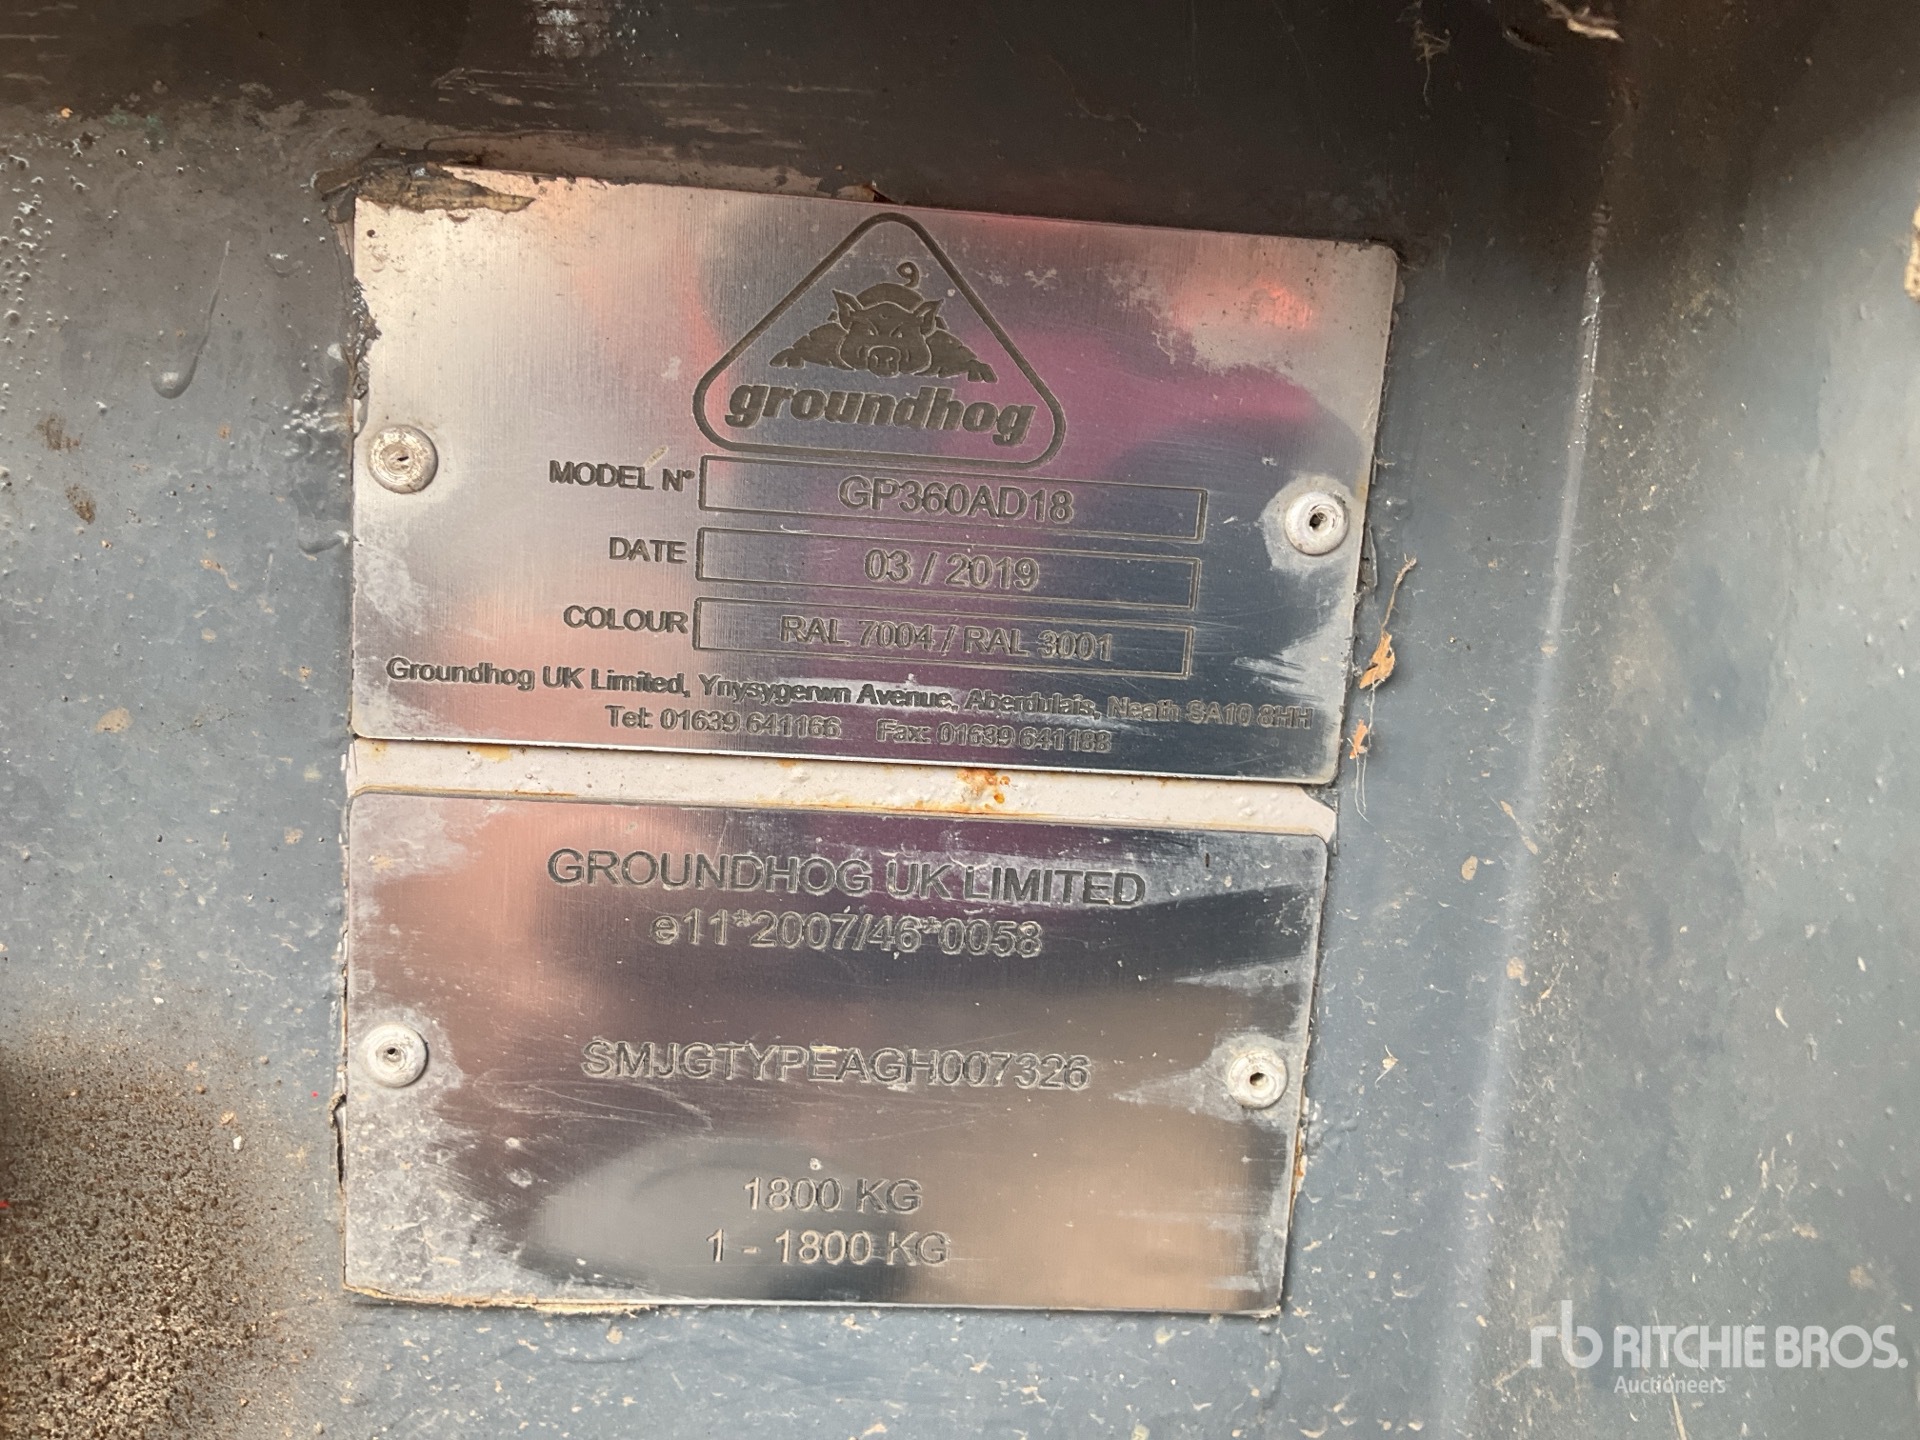 groundhog
MODEL N° GP360AD18
DATE 03 / 2019
COLOUR RAL 7004 / RAL 3001
Groundhog UK Limited, Ynysygerwn Avenue, Aberdulais, Neath SA10 8HH
Tel: 01639 641166 Fax: 01639 641188
GROUNDHOG UK LIMITED
e11*2007/46*0058
SMJGTYPEAGH007326
1800 KG
1 - 1800 KG
rb RITCHIE BROS.
Auctioneers